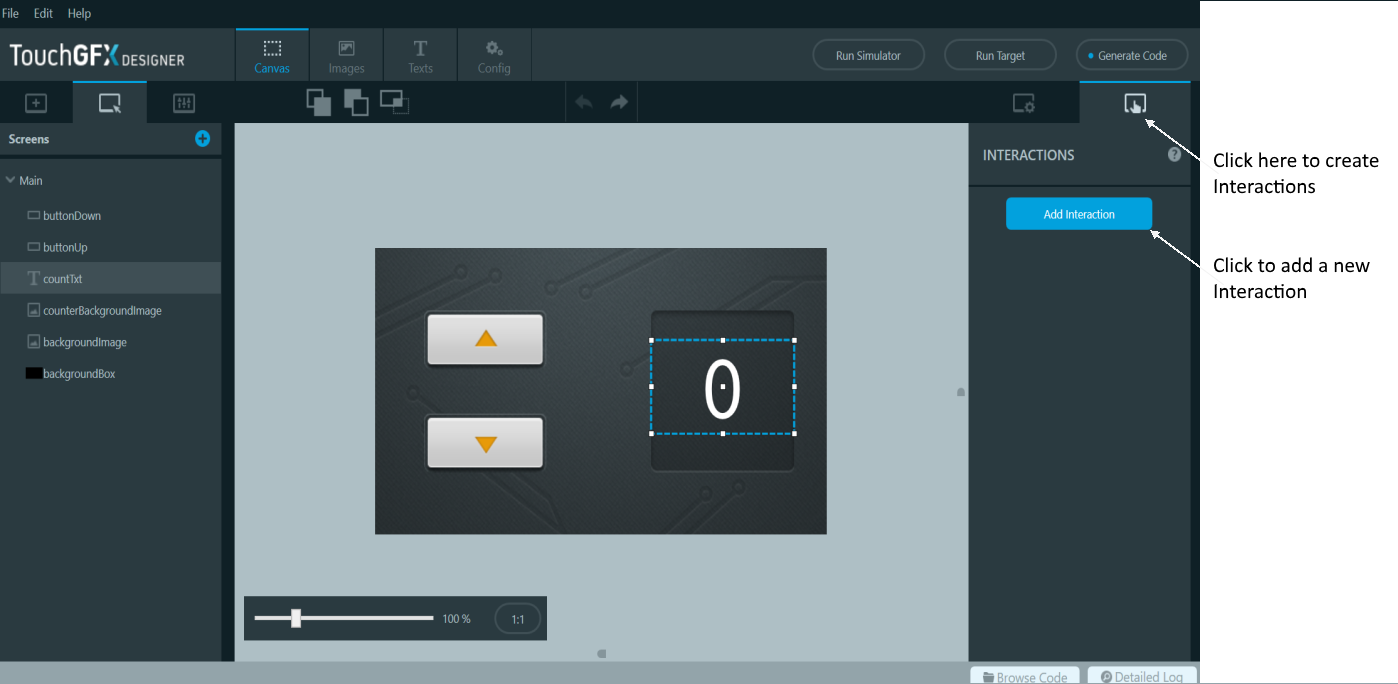 File Edit Help
TouchGFX DESIGNER
Canvas Images Texts Config
Run Simulator Run Target Generate Code
Screens
Main
buttonDown
buttonUp
countTxt
counterBackgroundImage
backgroundImage
backgroundBox
0
100 %
1:1
INTERACTIONS ?
Add Interaction
Click here to create
Interactions
Click to add a new
Interaction
Browse Code Detailed Log